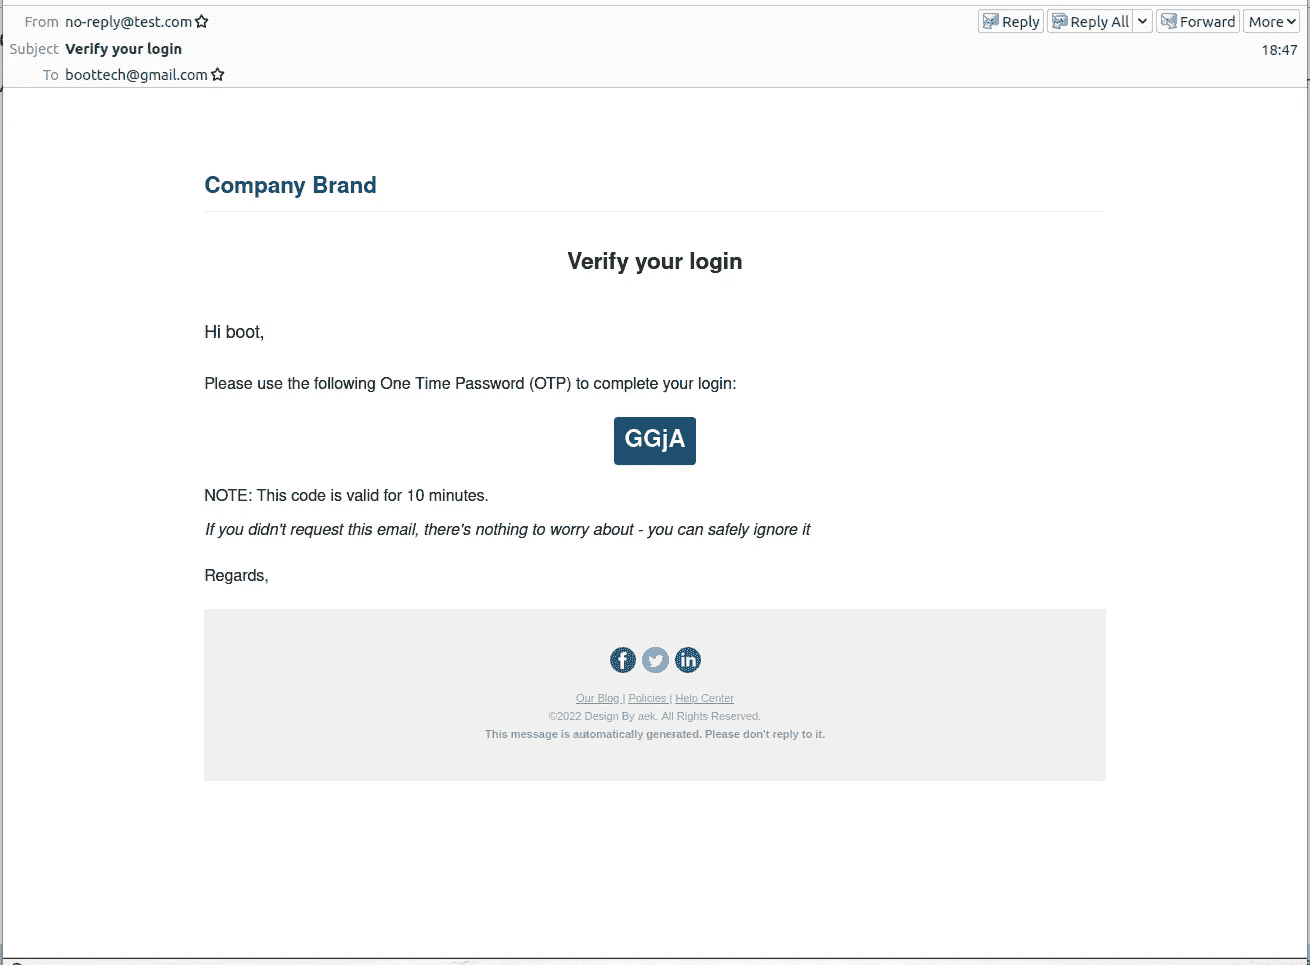 From no-reply@test.com
Reply Reply All Forward More
Subject Verify your login
18:47
To boottech@gmail.com
Company Brand
Verify your login
Hi boot,
Please use the following One Time Password (OTP) to complete your login:
GGjA
NOTE: This code is valid for 10 minutes.
If you didn't request this email, there's nothing to worry about - you can safely ignore it
Regards,
f in
Our Blog | Policies | Help Center
©2022 Design By aek. All Rights Reserved.
This message is automatically generated. Please don't reply to it.